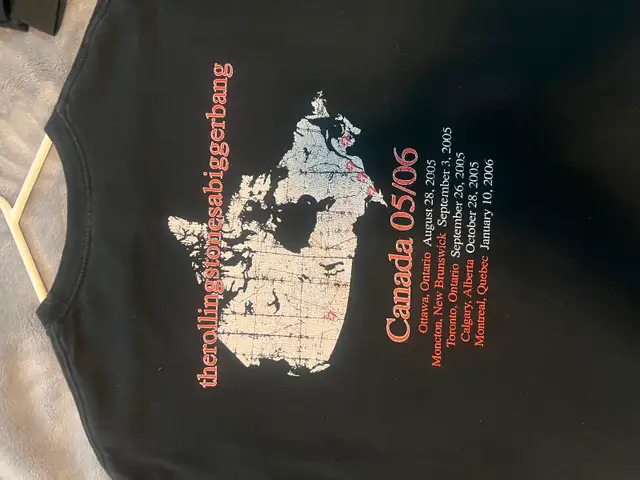 therollingstonesabiggerbang
Canada 05/06
Ottawa, Ontario August 28, 2005
Moncton, New Brunswick September 3, 2005
Toronto, Ontario September 26, 2005
Calgary, Alberta October 28, 2005
Montreal, Quebec January 10, 2006